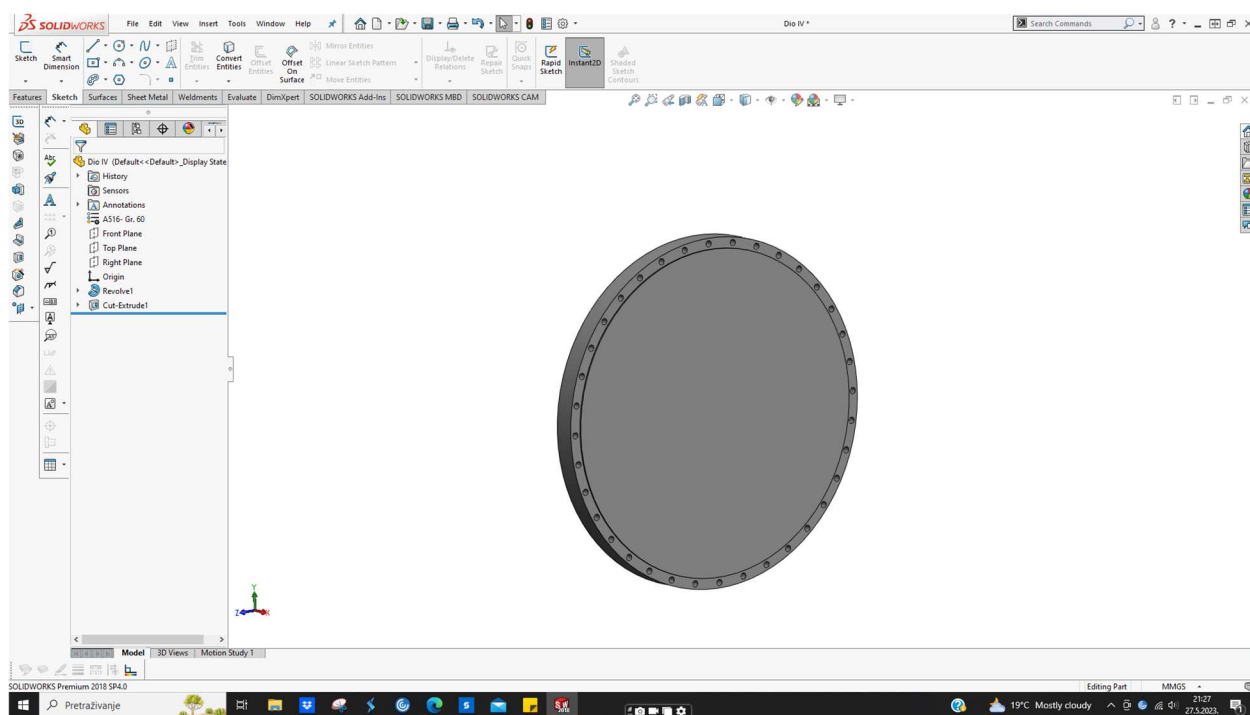 SOLIDWORKS File Edit View Insert Tools Window Help Dio IV * Search Commands
Sketch Smart Dimension Trim Entities Convert Entities Offset Entities Offset On Surface Mirror Entities Linear Sketch Pattern Move Entities Display/Delete Relations Repair Sketch Quick Snaps Rapid Sketch Instant2D Shaded Sketch Contours
Features Sketch Surfaces Sheet Metal Weldments Evaluate DimXpert SOLIDWORKS Add-Ins SOLIDWORKS MBD SOLIDWORKS CAM
Dio IV (Default<<Default>_Display State
History
Sensors
Annotations
A516- Gr. 60
Front Plane
Top Plane
Right Plane
Origin
Revolve1
Cut-Extrude1
Y
Z X
Model 3D Views Motion Study 1
SOLIDWORKS Premium 2018 SP4.0 Editing Part MMGS
Pretraživanje 19°C Mostly cloudy 21:27
27.5.2023.